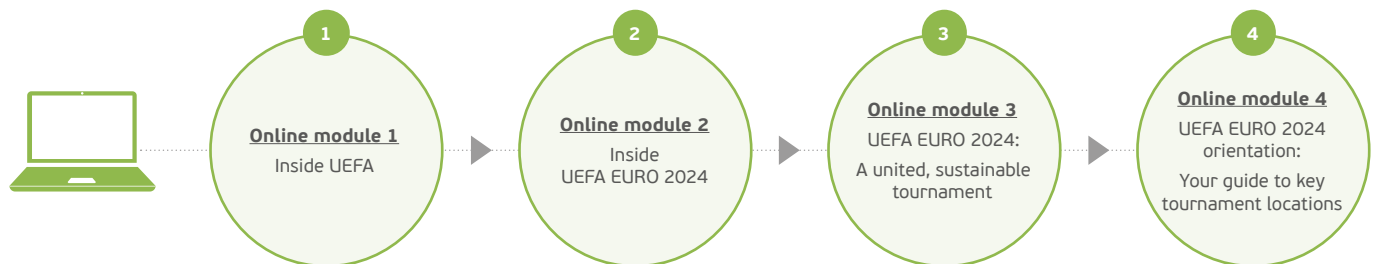 1
Online module 1
Inside UEFA
2
Online module 2
Inside
UEFA EURO 2024
3
Online module 3
UEFA EURO 2024:
A united, sustainable
tournament
4
Online module 4
UEFA EURO 2024
orientation:
Your guide to key
tournament locations